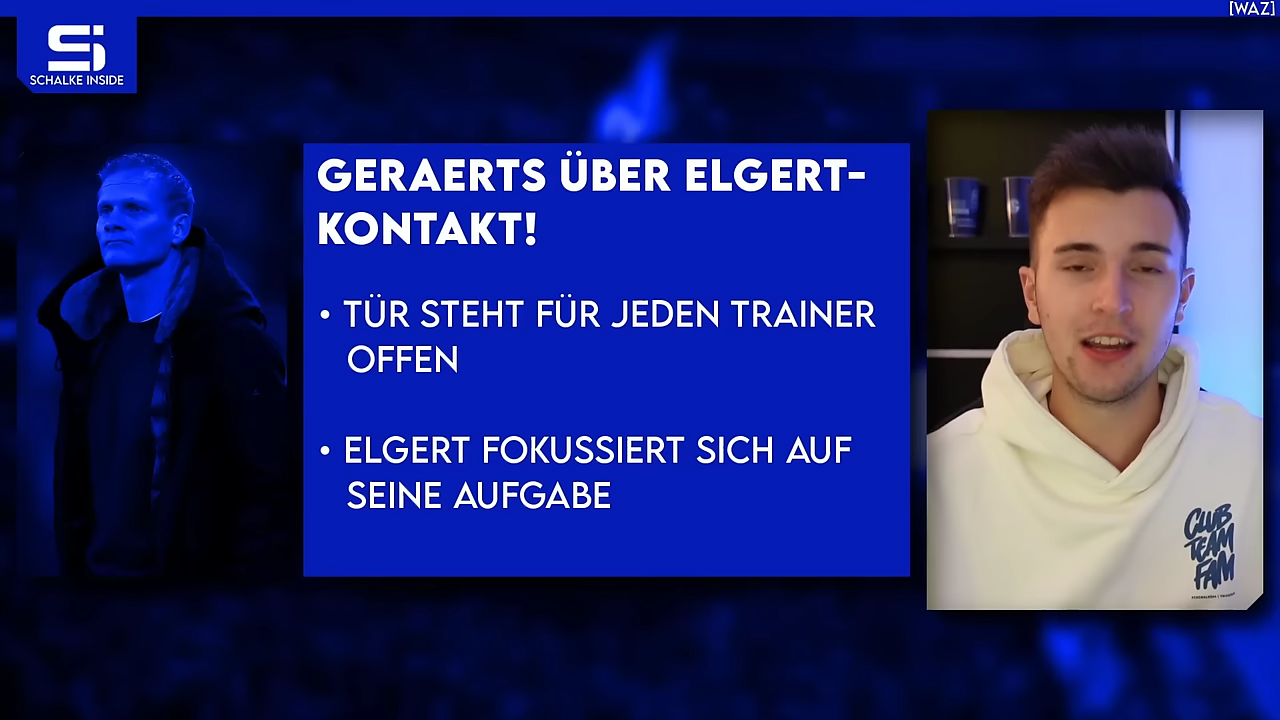 [WAZ]
SCHALKE INSIDE
GERAERTS ÜBER ELGERT-
KONTAKT!
• TÜR STEHT FÜR JEDEN TRAINER
OFFEN
• ELGERT FOKUSSIERT SICH AUF
SEINE AUFGABE
CLUB
TEAM
FAM